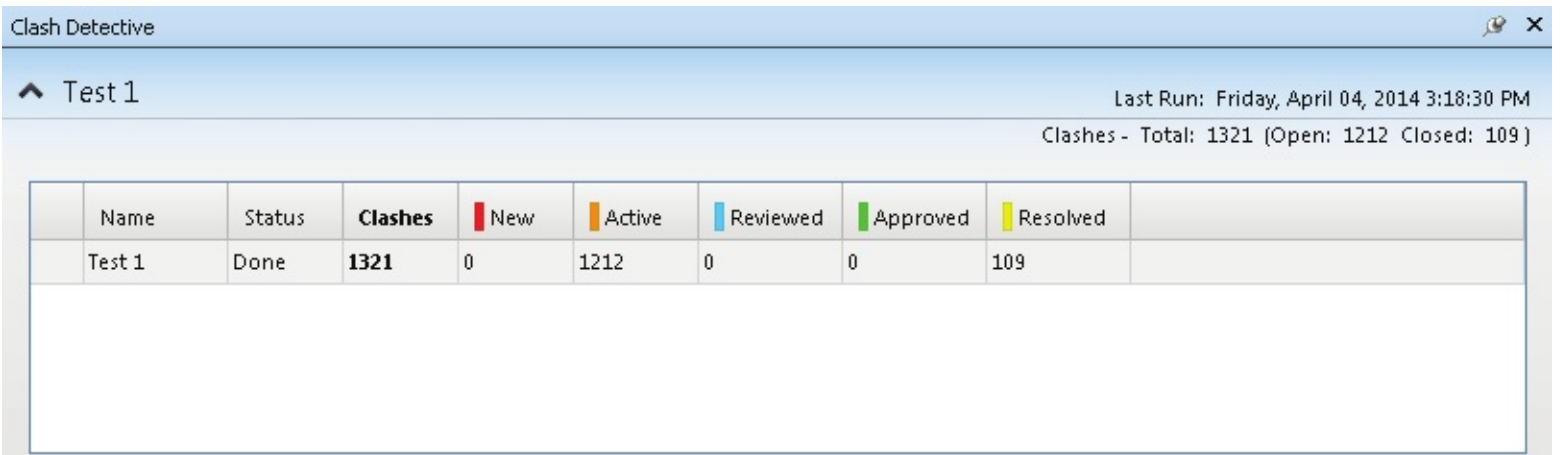 Clash Detective
Test 1
Last Run: Friday, April 04, 2014 3:18:30 PM
Clashes - Total: 1321 (Open: 1212 Closed: 109)
Name Status Clashes New Active Reviewed Approved Resolved
Test 1 Done 1321 0 1212 0 0 109